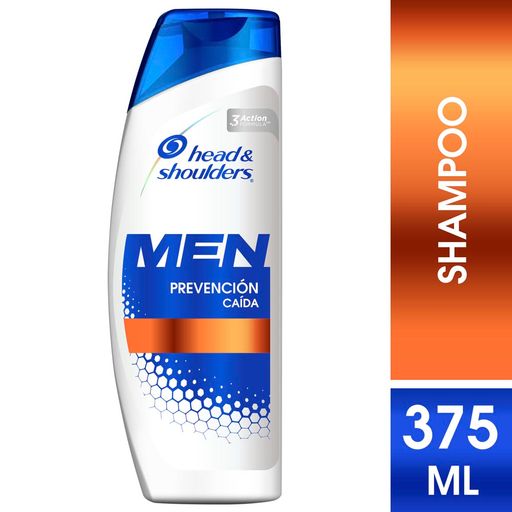 3 Action
FORMULA
head &
shoulders®
MEN
PREVENCIÓN
CAÍDA
SHAMPOO
375
ML